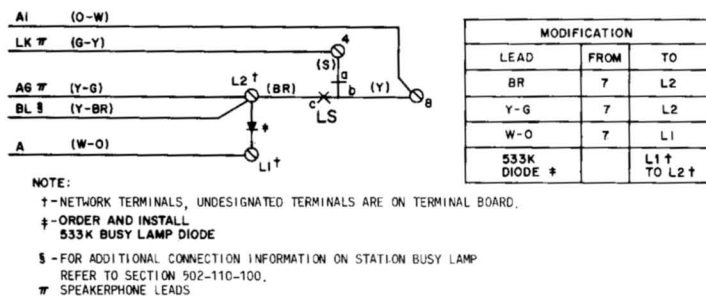 A1 (O-W)
LK π (G-Y)
4
(S)
a
A6 π (Y-G)
L2 † (BR)
b (Y)
8
BL § (Y-BR)
c LS
‡
A (W-O)
L1 †
MODIFICATION
LEAD FROM TO
BR 7 L2
Y-G 7 L2
W-O 7 L1
533K DIODE ‡ L1 † TO L2 †
NOTE:
† - NETWORK TERMINALS, UNDESIGNATED TERMINALS ARE ON TERMINAL BOARD.
‡ - ORDER AND INSTALL
533K BUSY LAMP DIODE
§ - FOR ADDITIONAL CONNECTION INFORMATION ON STATION BUSY LAMP
REFER TO SECTION 502-110-100.
π SPEAKERPHONE LEADS